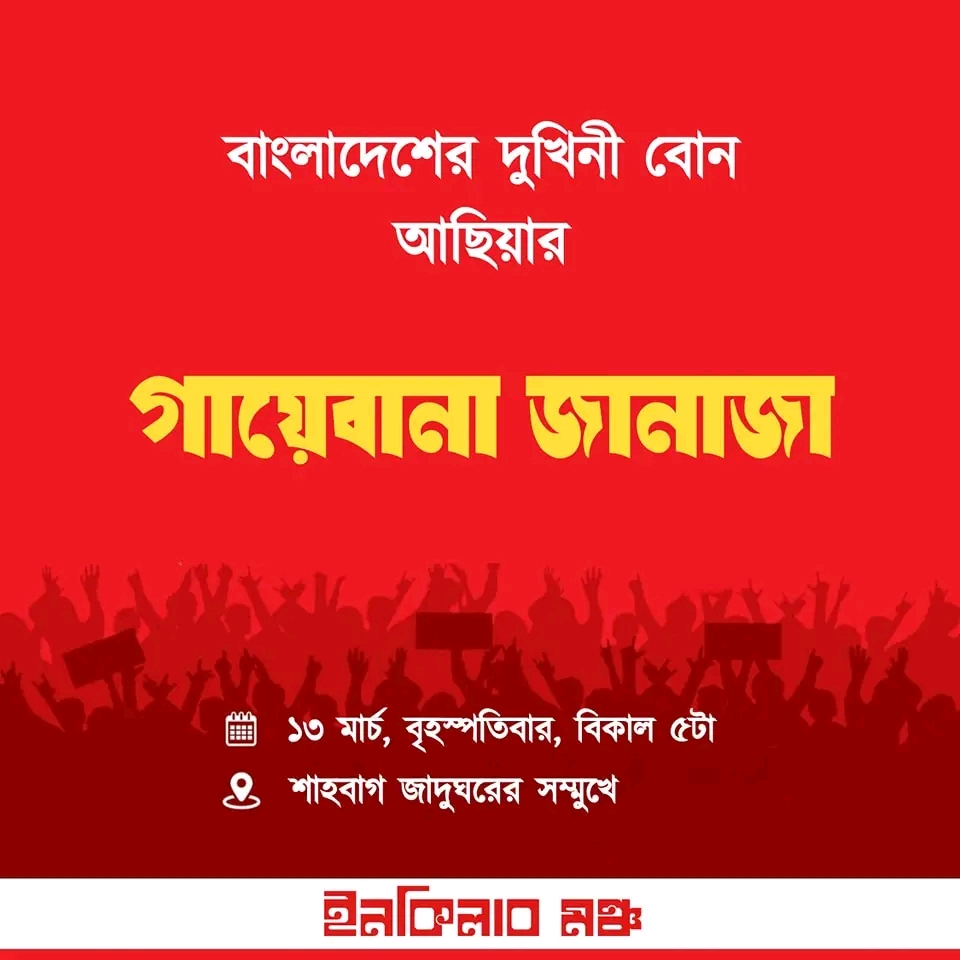 বাংলাদেশের দুখিনী বোন
আছিয়ার
গায়েবানা জানাজা
১৩ মার্চ, বৃহস্পতিবার, বিকাল ৫টা
শাহবাগ জাদুঘরের সম্মুখে
ইনকিলাব মঞ্চ